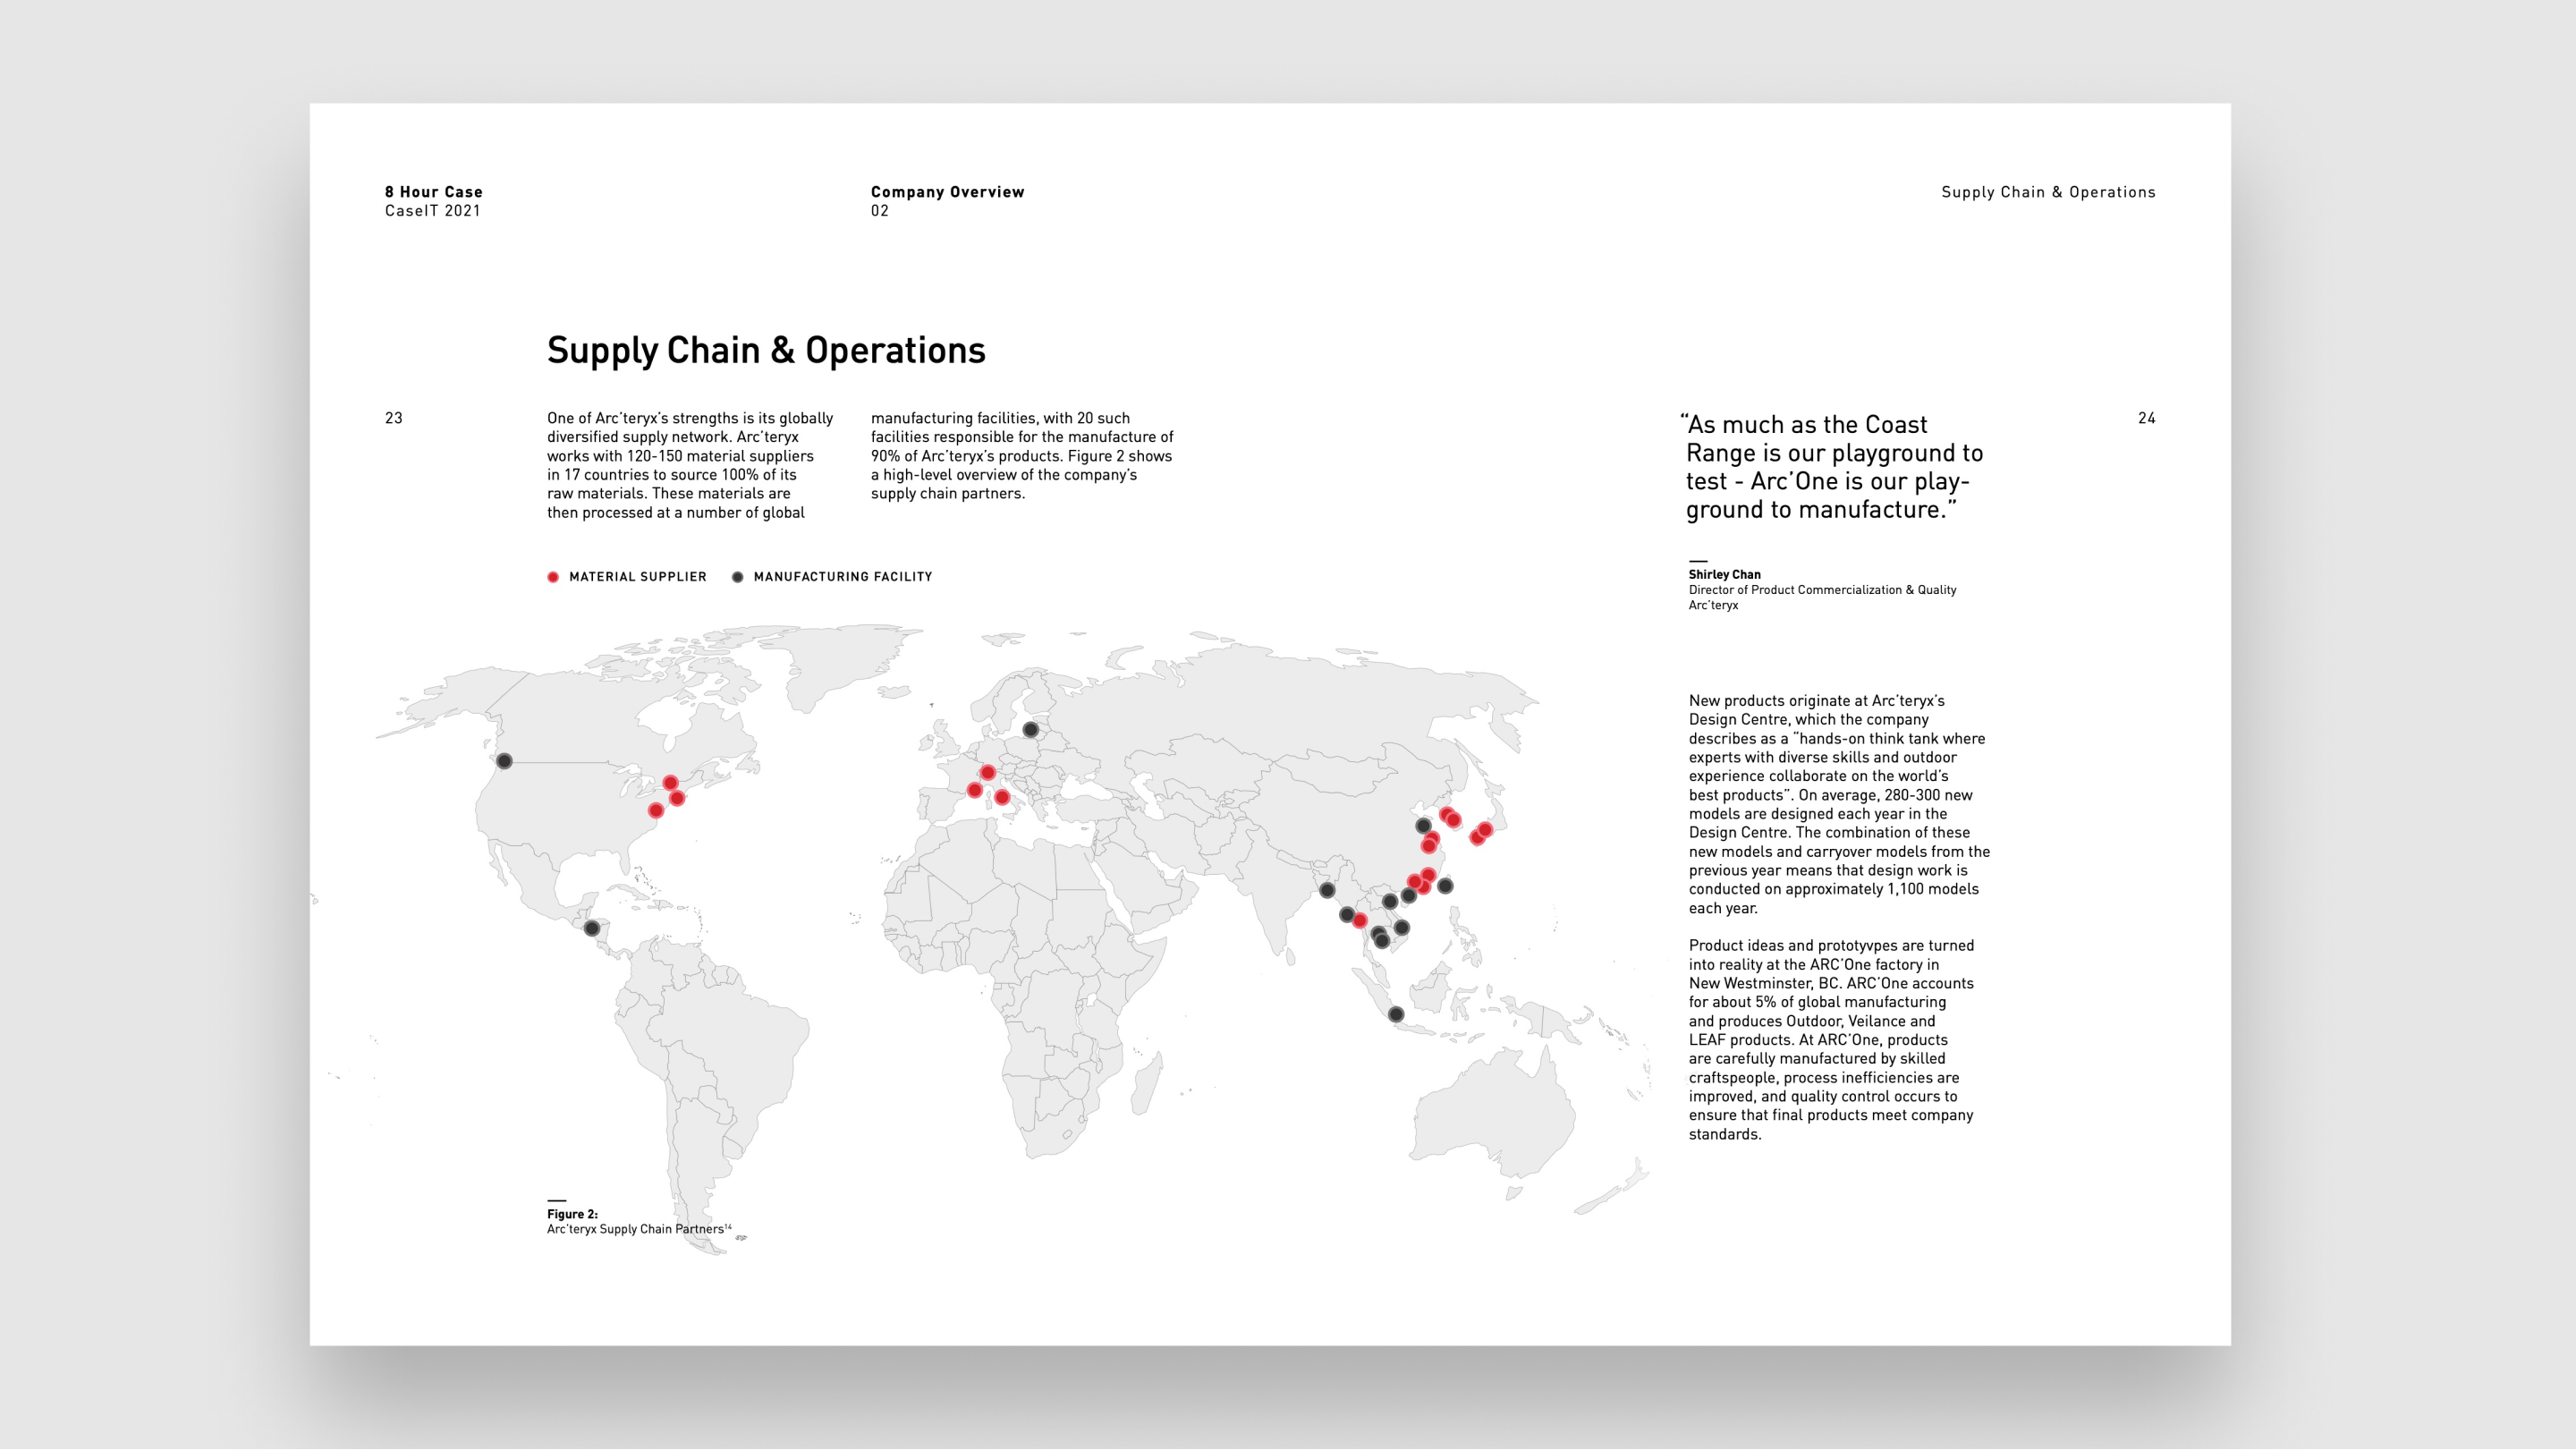 8 Hour Case
CaseIT 2021
Company Overview
02
Supply Chain & Operations
Supply Chain & Operations
23
One of Arc'teryx's strengths is its globally
diversified supply network. Arc'teryx
works with 120-150 material suppliers
in 17 countries to source 100% of its
raw materials. These materials are
then processed at a number of global
manufacturing facilities, with 20 such
facilities responsible for the manufacture of
90% of Arc'teryx's products. Figure 2 shows
a high-level overview of the company's
supply chain partners.
MATERIAL SUPPLIER
MANUFACTURING FACILITY
Figure 2:
Arc'teryx Supply Chain Partners¹⁴
“As much as the Coast
Range is our playground to
test - Arc'One is our play-
ground to manufacture.”
24
Shirley Chan
Director of Product Commercialization & Quality
Arc'teryx
New products originate at Arc'teryx's
Design Centre, which the company
describes as a “hands-on think tank where
experts with diverse skills and outdoor
experience collaborate on the world's
best products”. On average, 280-300 new
models are designed each year in the
Design Centre. The combination of these
new models and carryover models from the
previous year means that design work is
conducted on approximately 1,100 models
each year.
Product ideas and prototyvpes are turned
into reality at the ARC'One factory in
New Westminster, BC. ARC'One accounts
for about 5% of global manufacturing
and produces Outdoor, Veilance and
LEAF products. At ARC'One, products
are carefully manufactured by skilled
craftspeople, process inefficiencies are
improved, and quality control occurs to
ensure that final products meet company
standards.